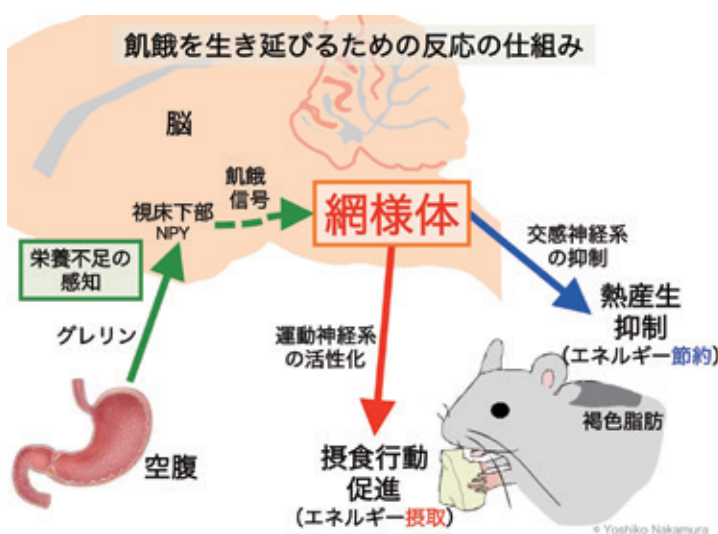 飢餓を生き延びるための反応の仕組み
脳
飢餓
信号
視床下部
NPY
網様体
栄養不足の
感知
交感神経系
の抑制
グレリン
運動神経系
の活性化
熱産生
抑制
(エネルギー節約)
褐色脂肪
空腹
摂食行動
促進
(エネルギー摂取)
© Yoshiko Nakamura